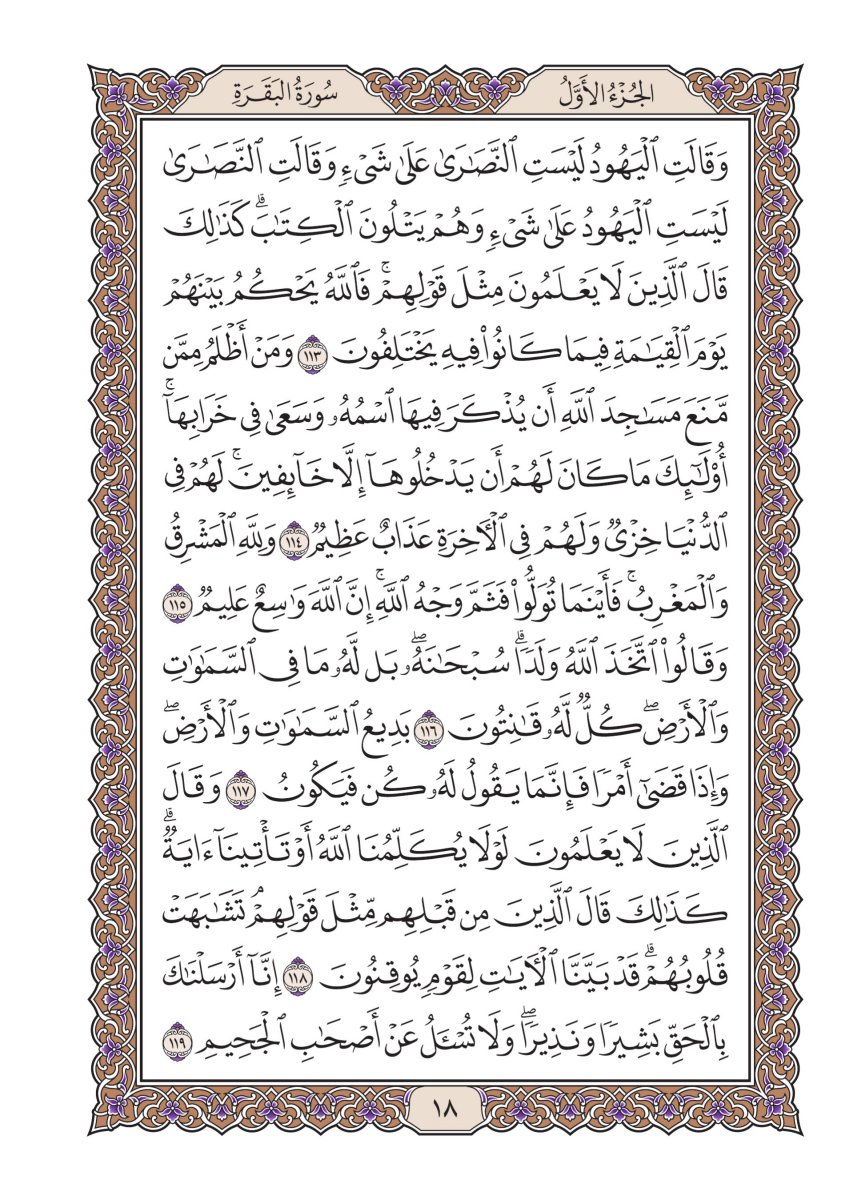 الجُزْءُ الأَوَّلُ
سُورَةُ البَقَرَةِ
وَقَالَتِ ٱلْيَهُودُ لَيْسَتِ ٱلنَّصَٰرَىٰ عَلَىٰ شَىْءٍ وَقَالَتِ ٱلنَّصَٰرَىٰ
لَيْسَتِ ٱلْيَهُودُ عَلَىٰ شَىْءٍ وَهُمْ يَتْلُونَ ٱلْكِتَٰبَۗ كَذَٰلِكَ
قَالَ ٱلَّذِينَ لَا يَعْلَمُونَ مِثْلَ قَوْلِهِمْۚ فَٱللَّهُ يَحْكُمُ بَيْنَهُمْ
يَوْمَ ٱلْقِيَٰمَةِ فِيمَا كَانُوا۟ فِيهِ يَخْتَلِفُونَ ١١٣ وَمَنْ أَظْلَمُ مِمَّن
مَّنَعَ مَسَٰجِدَ ٱللَّهِ أَن يُذْكَرَ فِيهَا ٱسْمُهُۥ وَسَعَىٰ فِى خَرَابِهَآۚ
أُو۟لَٰٓئِكَ مَا كَانَ لَهُمْ أَن يَدْخُلُوهَآ إِلَّا خَآئِفِينَۚ لَهُمْ فِى
ٱلدُّنْيَا خِزْىٌ وَلَهُمْ فِى ٱلْءَاخِرَةِ عَذَابٌ عَظِيمٌ ١١٤ وَلِلَّهِ ٱلْمَشْرِقُ
وَٱلْمَغْرِبُۚ فَأَيْنَمَا تُوَلُّوا۟ فَثَمَّ وَجْهُ ٱللَّهِۚ إِنَّ ٱللَّهَ وَٰسِعٌ عَلِيمٌ ١١٥
وَقَالُوا۟ ٱتَّخَذَ ٱللَّهُ وَلَدًاۗ سُبْحَٰنَهُۥۖ بَل لَّهُۥ مَا فِى ٱلسَّمَٰوَٰتِ
وَٱلْأَرْضِۖ كُلٌّ لَّهُۥ قَٰنِتُونَ ١١٦ بَدِيعُ ٱلسَّمَٰوَٰتِ وَٱلْأَرْضِۖ
وَإِذَا قَضَىٰٓ أَمْرًا فَإِنَّمَا يَقُولُ لَهُۥ كُن فَيَكُونُ ١١٧ وَقَالَ
ٱلَّذِينَ لَا يَعْلَمُونَ لَوْلَا يُكَلِّمُنَا ٱللَّهُ أَوْ تَأْتِينَآ ءَايَةٌۗ
كَذَٰلِكَ قَالَ ٱلَّذِينَ مِن قَبْلِهِم مِّثْلَ قَوْلِهِمْۘ تَشَٰبَهَتْ
قُلُوبُهُمْۗ قَدْ بَيَّنَّا ٱلْءَايَٰتِ لِقَوْمٍ يُوقِنُونَ ١١٨ إِنَّآ أَرْسَلْنَٰكَ
بِٱلْحَقِّ بَشِيرًا وَنَذِيرًاۖ وَلَا تُسْـَٔلُ عَنْ أَصْحَٰبِ ٱلْجَحِيمِ ١١٩
١٨